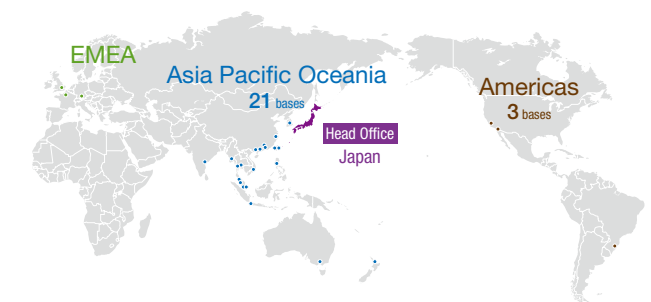 EMEA
Asia Pacific Oceania
21 bases
Americas
3 bases
Head Office
Japan